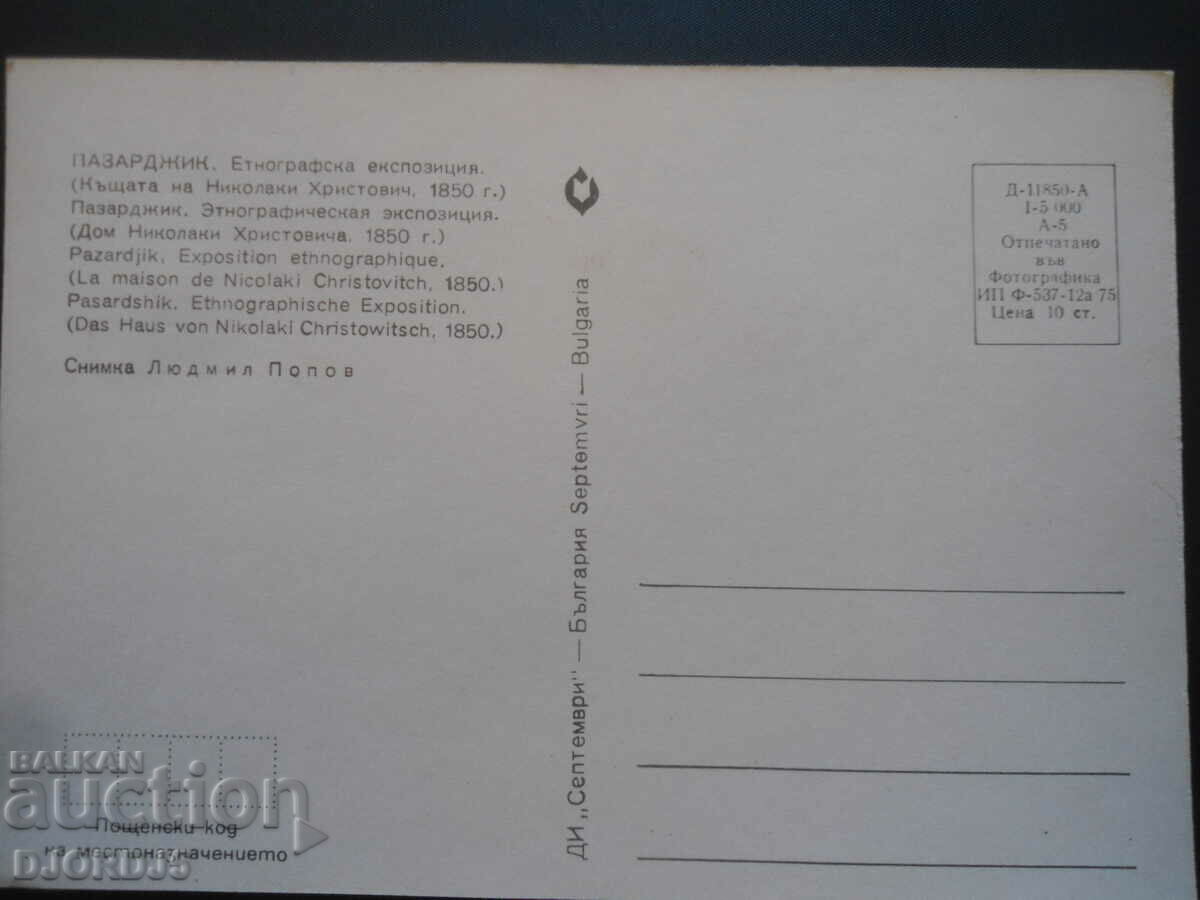 ПАЗАРДЖИК. Етнографска експозиция.
(Къщата на Николаки Христович, 1850 г.)
Пазарджик. Этнографическая экспозиция.
(Дом Николаки Христовича, 1850 г.)
Pazardjik. Exposition ethnographique.
(La maison de Nicolaki Christovitch, 1850.)
Pasardshik. Ethnographische Exposition.
(Das Haus von Nikolaki Christowitsch, 1850.)
Снимка Людмил Попов
ДИ „Септември" — България Septemvri — Bulgaria
Д-11850-А
I-5 000
А-5
Отпечатано
във
Фотографика
ИП Ф-537-12а 75
Цена 10 ст.
Пощенски код
на местоназначението
BALKAN
auction
DJORDJ5